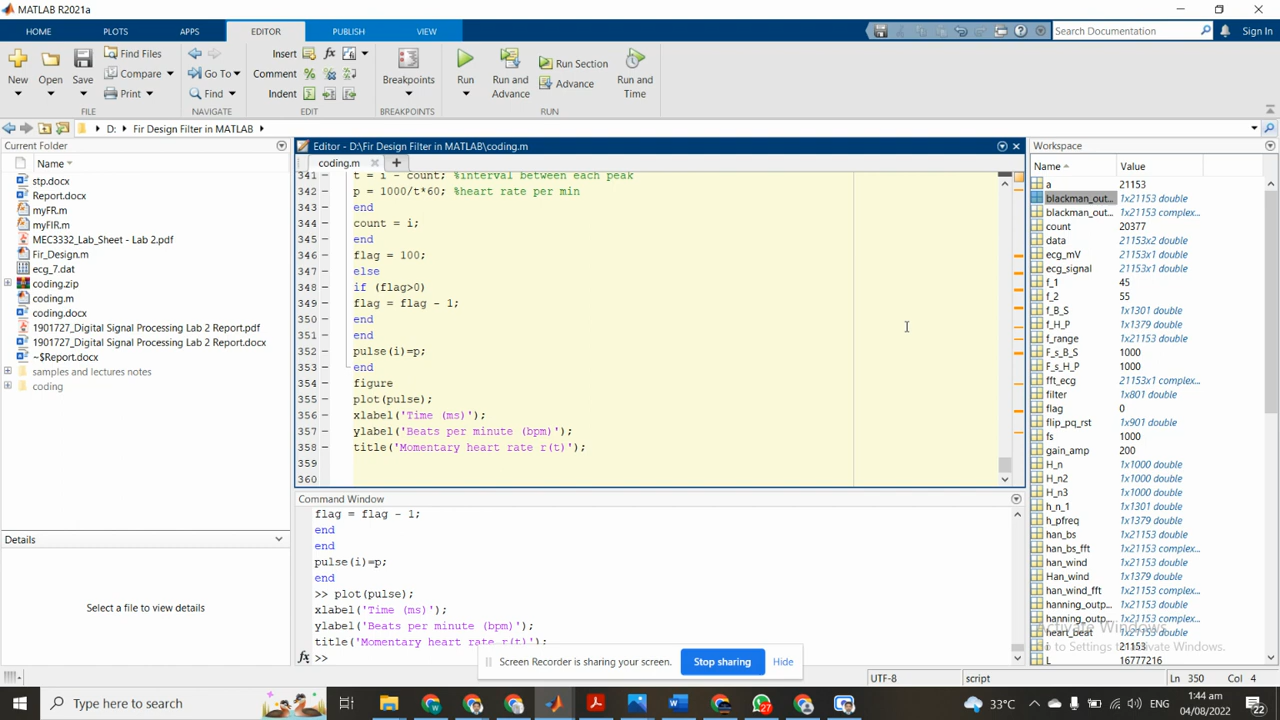 MATLAB R2021a
HOME PLOTS APPS EDITOR PUBLISH VIEW Search Documentation Sign In
New Open Save Find Files Compare Print Go To Find Insert fx Comment Indent Breakpoints Run Run and Advance Run Section Advance Run and Time
FILE NAVIGATE EDIT BREAKPOINTS RUN
D: Fir Design Filter in MATLAB
Current Folder
Name
stp.docx
Report.docx
myFR.m
myFIR.m
MEC3332_Lab_Sheet - Lab 2.pdf
Fir_Design.m
ecg_7.dat
coding.zip
coding.m
coding.docx
1901727_Digital Signal Processing Lab 2 Report.pdf
1901727_Digital Signal Processing Lab 2 Report.docx
~$Report.docx
samples and lectures notes
coding
Details
Select a file to view details
Editor - D:\Fir Design Filter in MATLAB\coding.m
coding.m
341 t = i - count; %interval between each peak
342 p = 1000/t*60; %heart rate per min
343 end
344 count = i;
345 end
346 flag = 100;
347 else
348 if (flag>0)
349 flag = flag - 1;
350 end
351 end
352 pulse(i)=p;
353 end
354 figure
355 plot(pulse);
356 xlabel('Time (ms)');
357 ylabel('Beats per minute (bpm)');
358 title('Momentary heart rate r(t)');
359
360
Command Window
flag = flag - 1;
end
end
pulse(i)=p;
end
>> plot(pulse);
xlabel('Time (ms)');
ylabel('Beats per minute (bpm)');
title('Momentary heart rate r(t)');
fx >>
Workspace
Name Value
a 21153
blackman_out... 1x21153 double
blackman_out... 1x21153 complex...
count 20377
data 21153x2 double
ecg_mV 21153x1 double
ecg_signal 21153x1 double
f_1 45
f_2 55
f_B_S 1x1301 double
f_H_P 1x1379 double
f_range 1x21153 double
F_s_B_S 1000
F_s_H_P 1000
fft_ecg 21153x1 complex...
filter 1x801 double
flag 0
flip_pq_rst 1x901 double
fs 1000
gain_amp 200
H_n 1x1000 double
H_n2 1x1000 double
H_n3 1x1000 double
h_n_1 1x1301 double
h_pfreq 1x1379 double
han_bs 1x21153 double
han_bs_fft 1x21153 complex...
han_wind 1x21153 double
Han_wind 1x1379 double
han_wind_fft 1x21153 complex...
hanning_outp... 1x21153 double
hanning_outp... 1x21153 complex...
heart_beat 1x21153 double
i 21153
L 16777216
Activate Windows
Go to Settings to activate Windows.
Screen Recorder is sharing your screen. Stop sharing Hide
UTF-8 script Ln 350 Col 4
Type here to search
27
33°C
1:44 am
04/08/2022
22